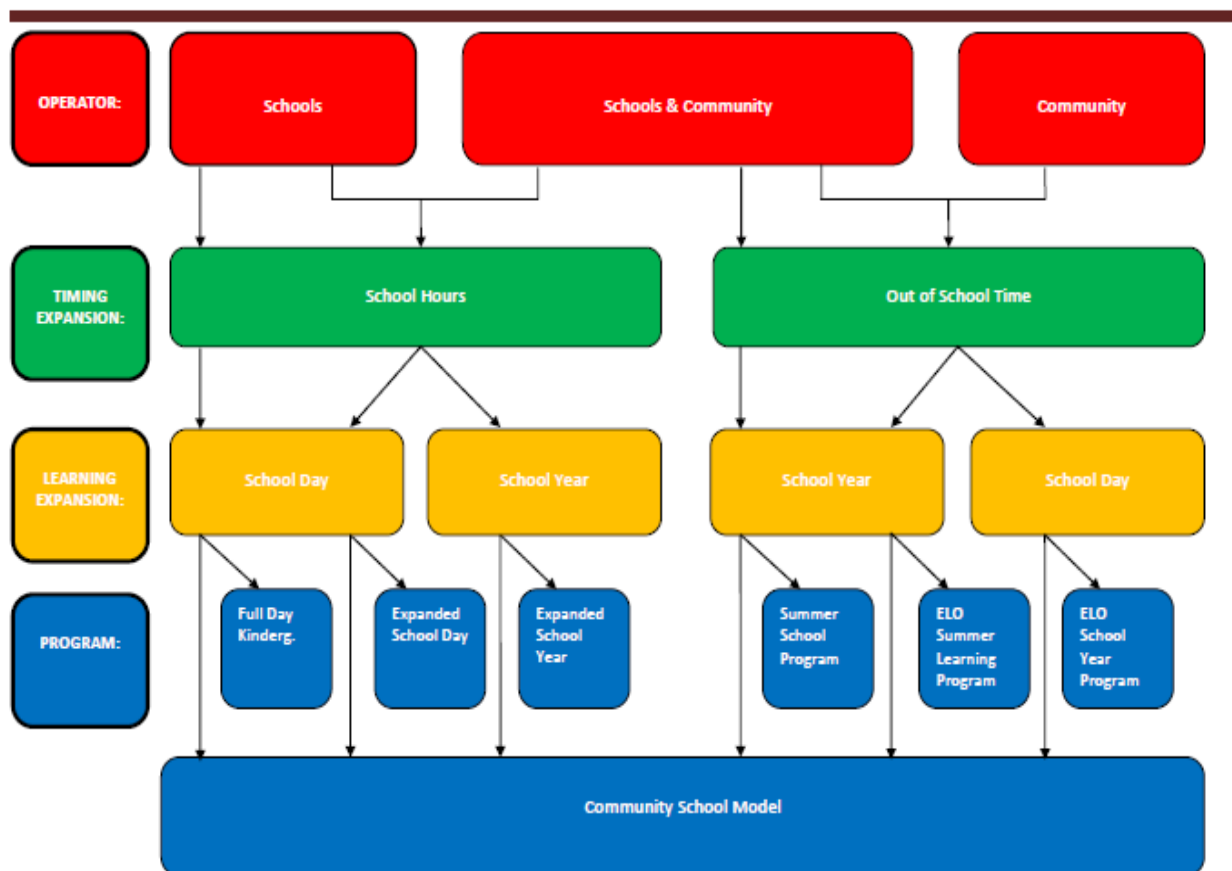 OPERATOR:
Schools
Schools & Community
Community
TIMING
EXPANSION:
School Hours
Out of School Time
LEARNING
EXPANSION:
School Day
School Year
School Year
School Day
PROGRAM:
Full Day
Kinderg.
Expanded
School Day
Expanded
School
Year
Summer
School
Program
ELO
Summer
Learning
Program
ELO
School
Year
Program
Community School Model